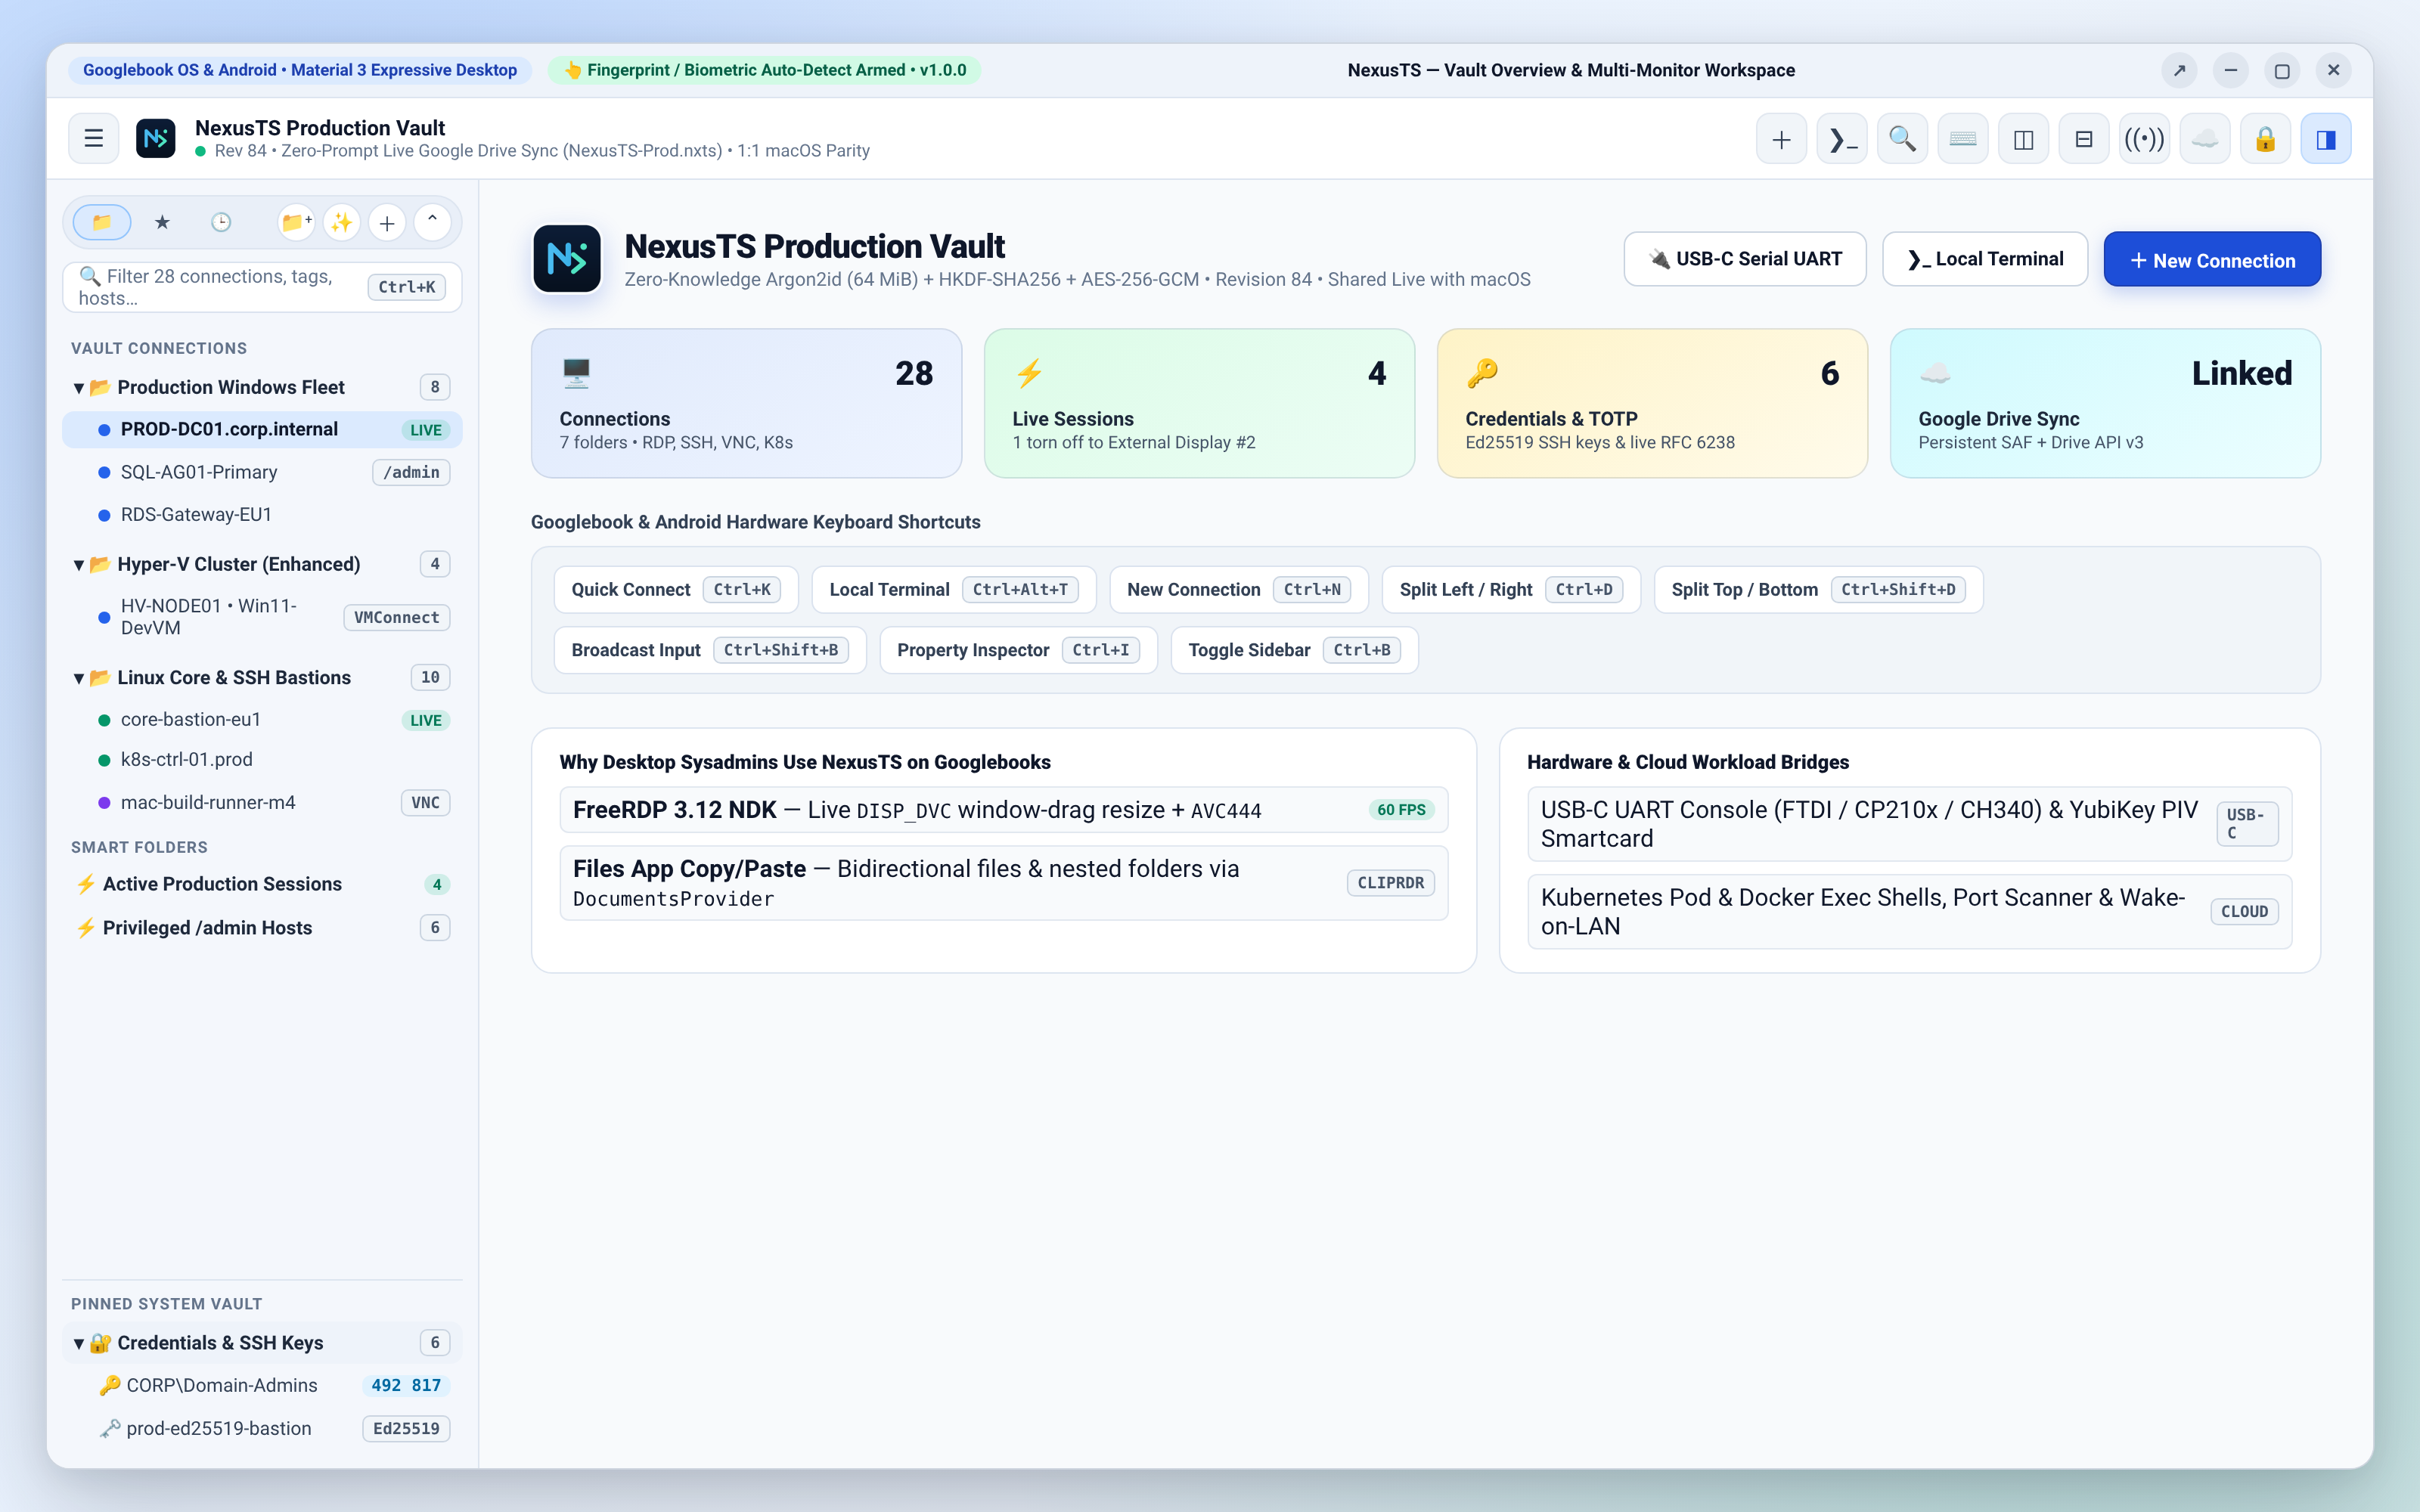 Googlebook OS & Android • Material 3 Expressive Desktop
👆 Fingerprint / Biometric Auto-Detect Armed • v1.0.0
NexusTS — Vault Overview & Multi-Monitor Workspace
NexusTS Production Vault
Rev 84 • Zero-Prompt Live Google Drive Sync (NexusTS-Prod.nxts) • 1:1 macOS Parity
🔍 Filter 28 connections, tags,
hosts...
Ctrl+K
VAULT CONNECTIONS
Production Windows Fleet 8
PROD-DC01.corp.internal LIVE
SQL-AG01-Primary /admin
RDS-Gateway-EU1
Hyper-V Cluster (Enhanced) 4
HV-NODE01 • Win11-
DevVM
VMConnect
Linux Core & SSH Bastions 10
core-bastion-eu1 LIVE
k8s-ctrl-01.prod
mac-build-runner-m4 VNC
SMART FOLDERS
⚡ Active Production Sessions 4
⚡ Privileged /admin Hosts 6
PINNED SYSTEM VAULT
Credentials & SSH Keys 6
CORP\Domain-Admins 492 817
prod-ed25519-bastion Ed25519
NexusTS Production Vault
Zero-Knowledge Argon2id (64 MiB) + HKDF-SHA256 + AES-256-GCM • Revision 84 • Shared Live with macOS
🔌 USB-C Serial UART
❯_ Local Terminal
+ New Connection
28
Connections
7 folders • RDP, SSH, VNC, K8s
4
Live Sessions
1 torn off to External Display #2
6
Credentials & TOTP
Ed25519 SSH keys & live RFC 6238
Linked
Google Drive Sync
Persistent SAF + Drive API v3
Googlebook & Android Hardware Keyboard Shortcuts
Quick Connect Ctrl+K
Local Terminal Ctrl+Alt+T
New Connection Ctrl+N
Split Left / Right Ctrl+D
Split Top / Bottom Ctrl+Shift+D
Broadcast Input Ctrl+Shift+B
Property Inspector Ctrl+I
Toggle Sidebar Ctrl+B
Why Desktop Sysadmins Use NexusTS on Googlebooks
FreeRDP 3.12 NDK — Live DISP_DVC window-drag resize + AVC444 60 FPS
Files App Copy/Paste — Bidirectional files & nested folders via
DocumentsProvider
CLIPRDR
Hardware & Cloud Workload Bridges
USB-C UART Console (FTDI / CP210x / CH340) & YubiKey PIV
Smartcard
USB-
C
Kubernetes Pod & Docker Exec Shells, Port Scanner & Wake-
on-LAN
CLOUD